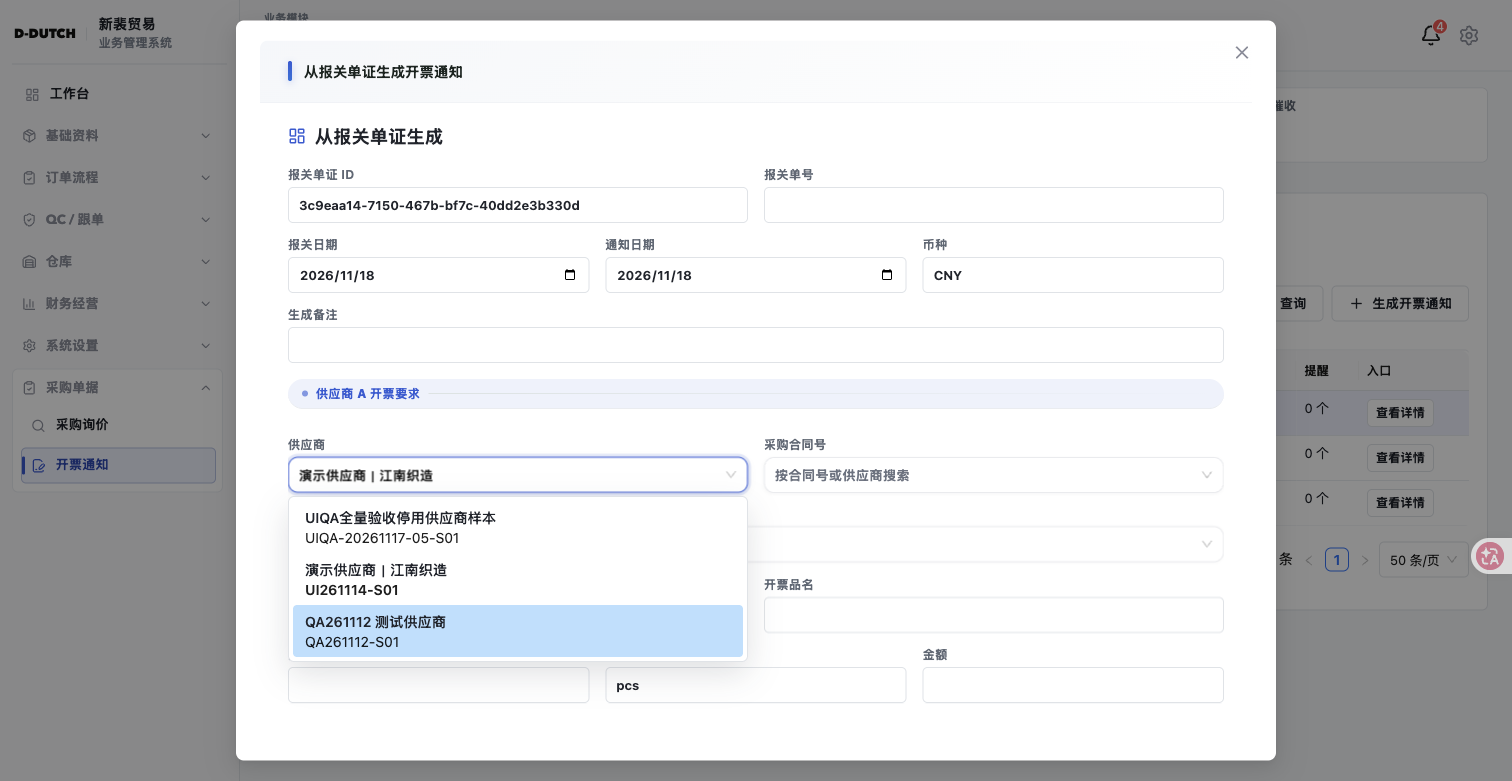 D-DUTCH
新裴贸易
业务管理系统
工作台
基础资料
订单流程
QC / 跟单
仓库
财务经营
系统设置
采购单据
采购询价
开票通知
业务模块
4
催收
查询
生成开票通知
提醒
入口
0 个
查看详情
0 个
查看详情
0 个
查看详情
条
1
50 条/页
从报关单证生成开票通知
从报关单证生成
报关单证 ID
报关单号
3c9eaa14-7150-467b-bf7c-40dd2e3b330d
报关日期
通知日期
币种
2026/11/18
2026/11/18
CNY
生成备注
供应商 A 开票要求
供应商
采购合同号
演示供应商 | 江南织造
按合同号或供应商搜索
UIQA全量验收停用供应商样本
UIQA-20261117-05-S01
演示供应商 | 江南织造
UI261114-S01
QA261112 测试供应商
QA261112-S01
开票品名
金额
pcs